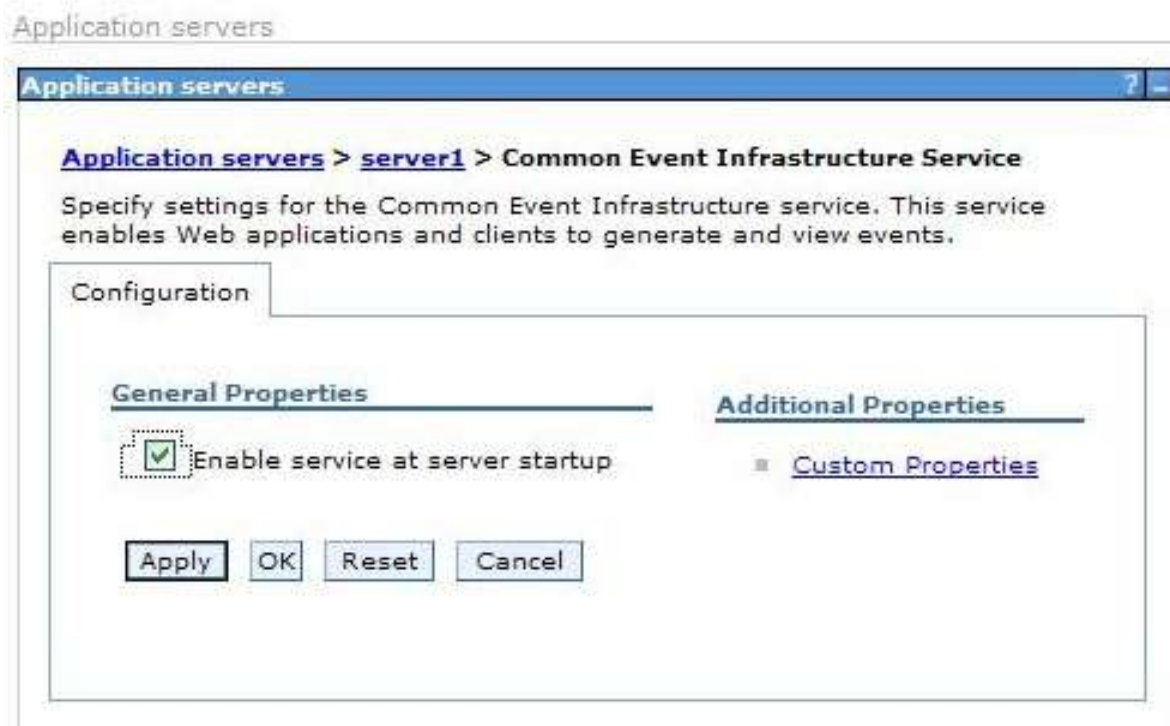 Application servers
Application servers ? -
Application servers > server1 > Common Event Infrastructure Service
Specify settings for the Common Event Infrastructure service. This service
enables Web applications and clients to generate and view events.
Configuration
General Properties
Enable service at server startup
Apply OK Reset Cancel
Additional Properties
Custom Properties